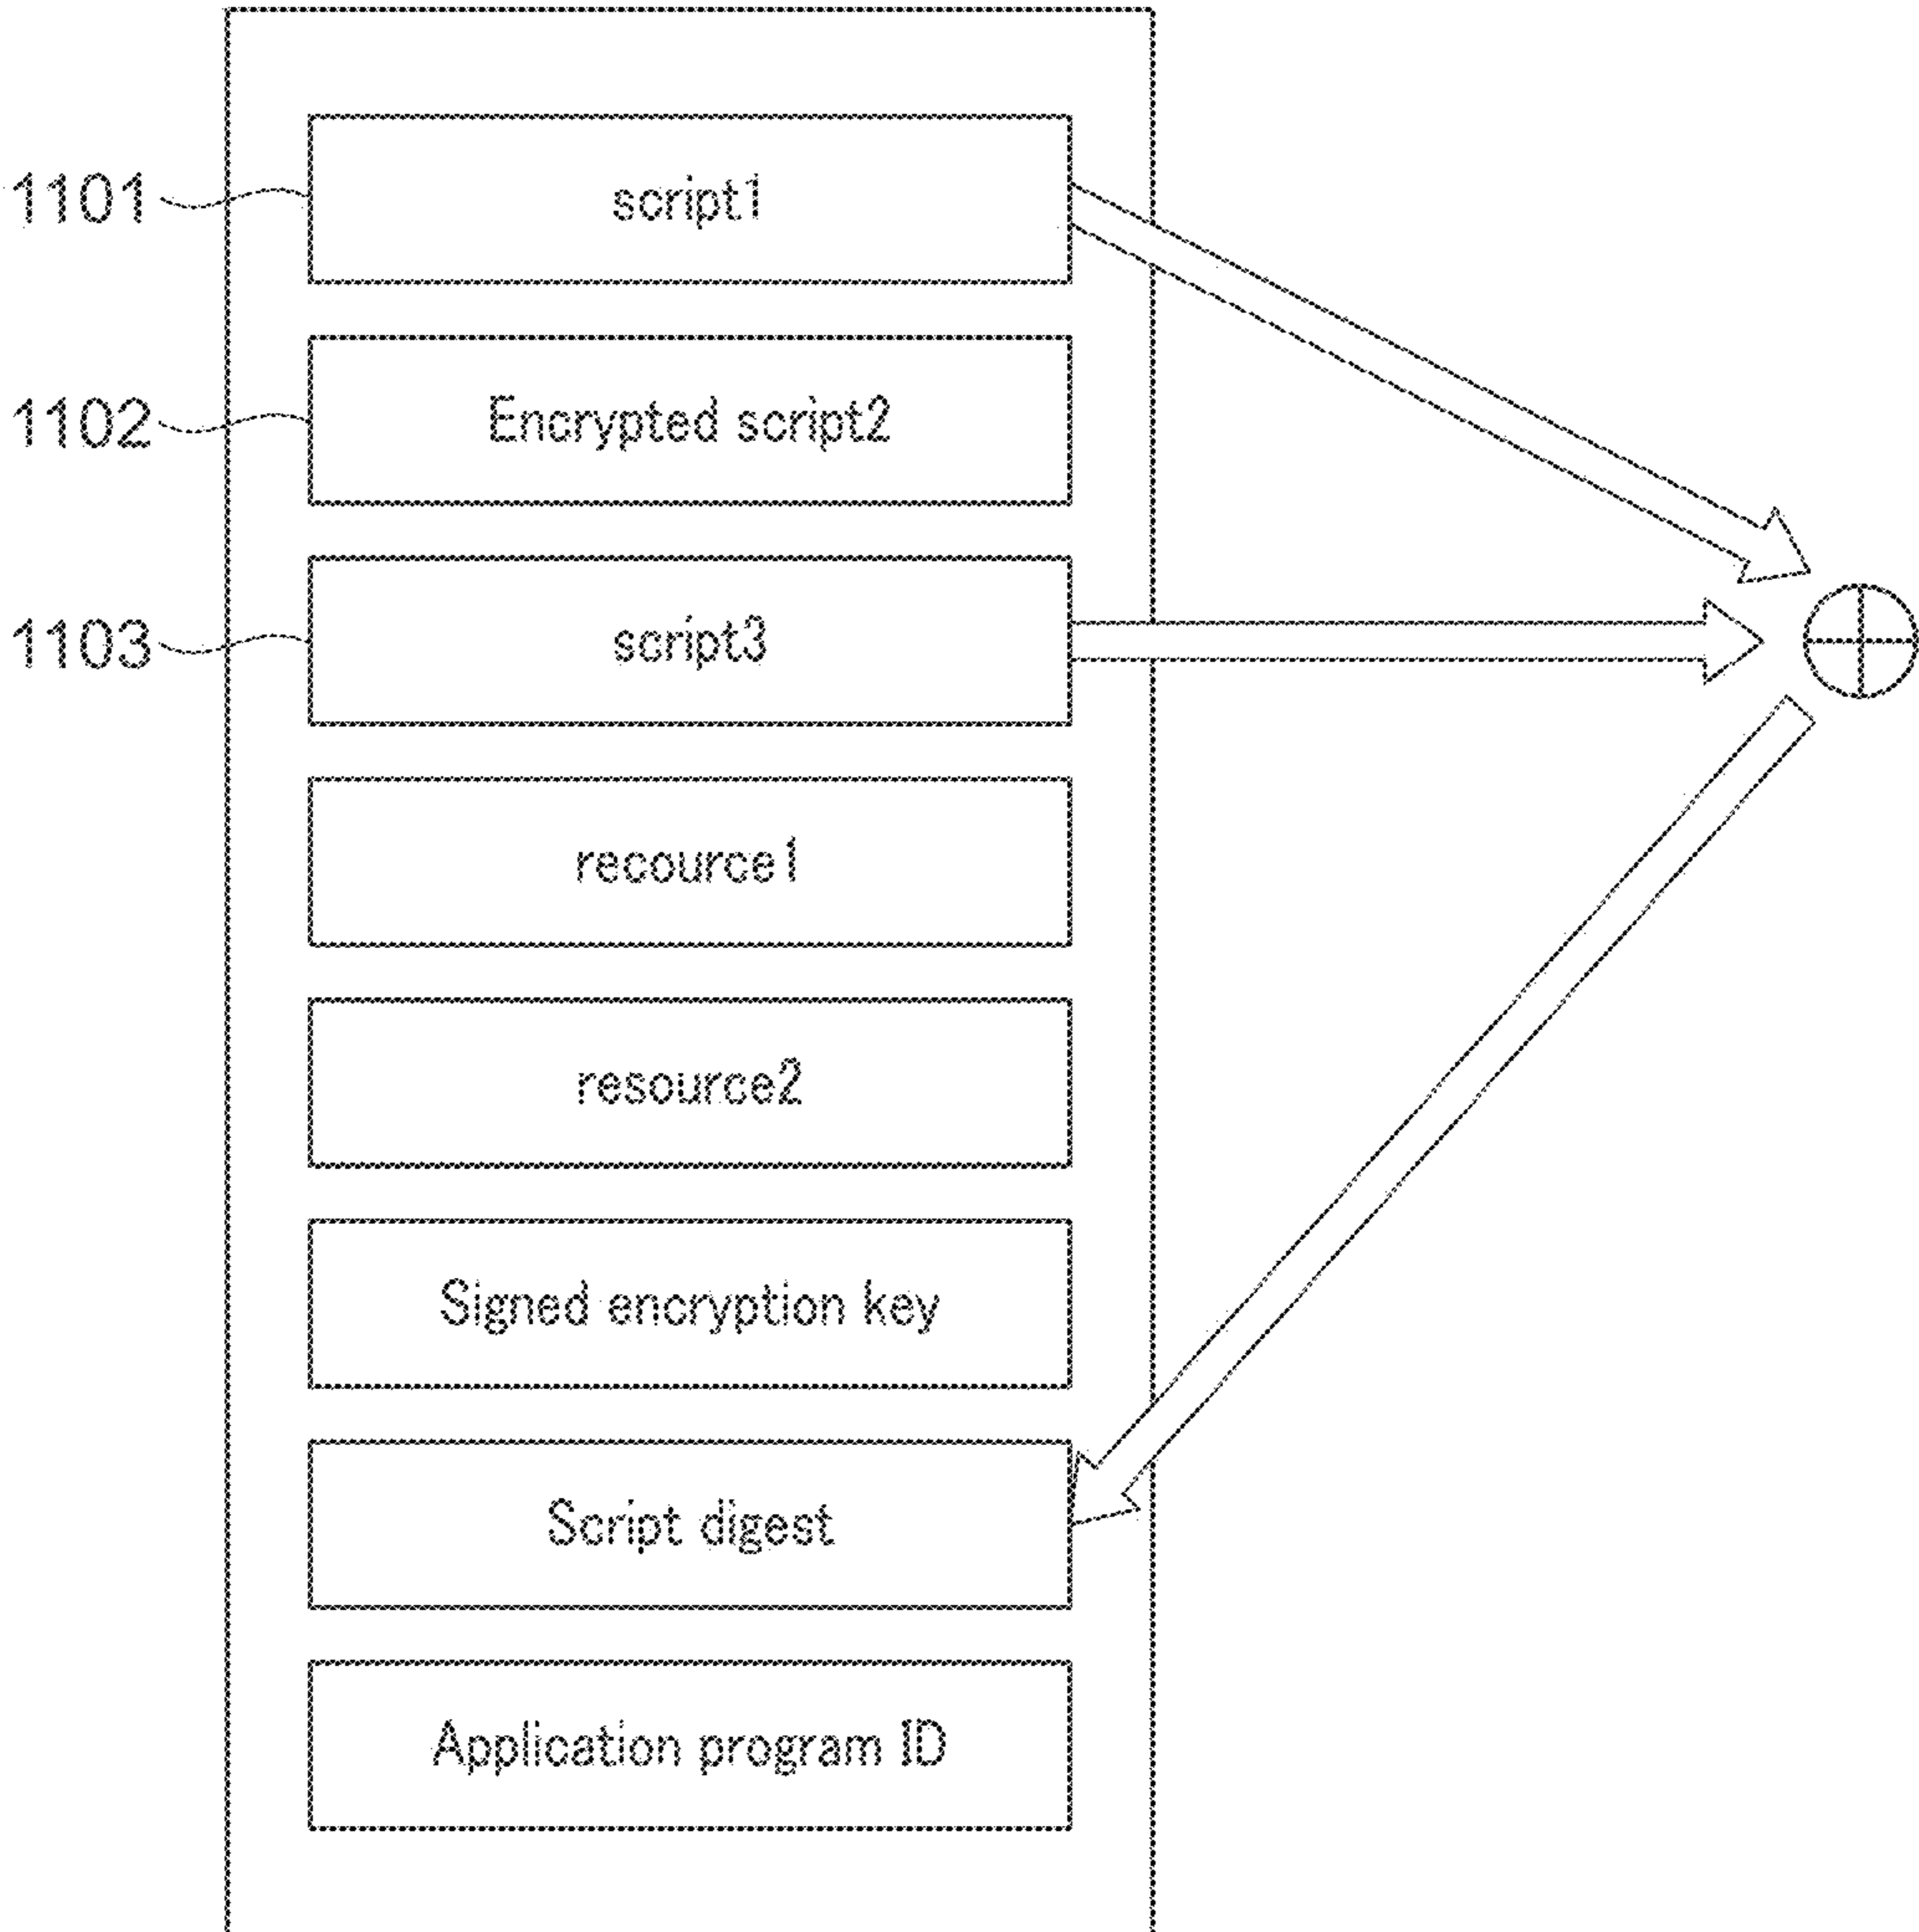 1101
script1
1102
Encrypted script2
1103
script3
recource1
resource2
Signed encryption key
Script digest
Application program ID